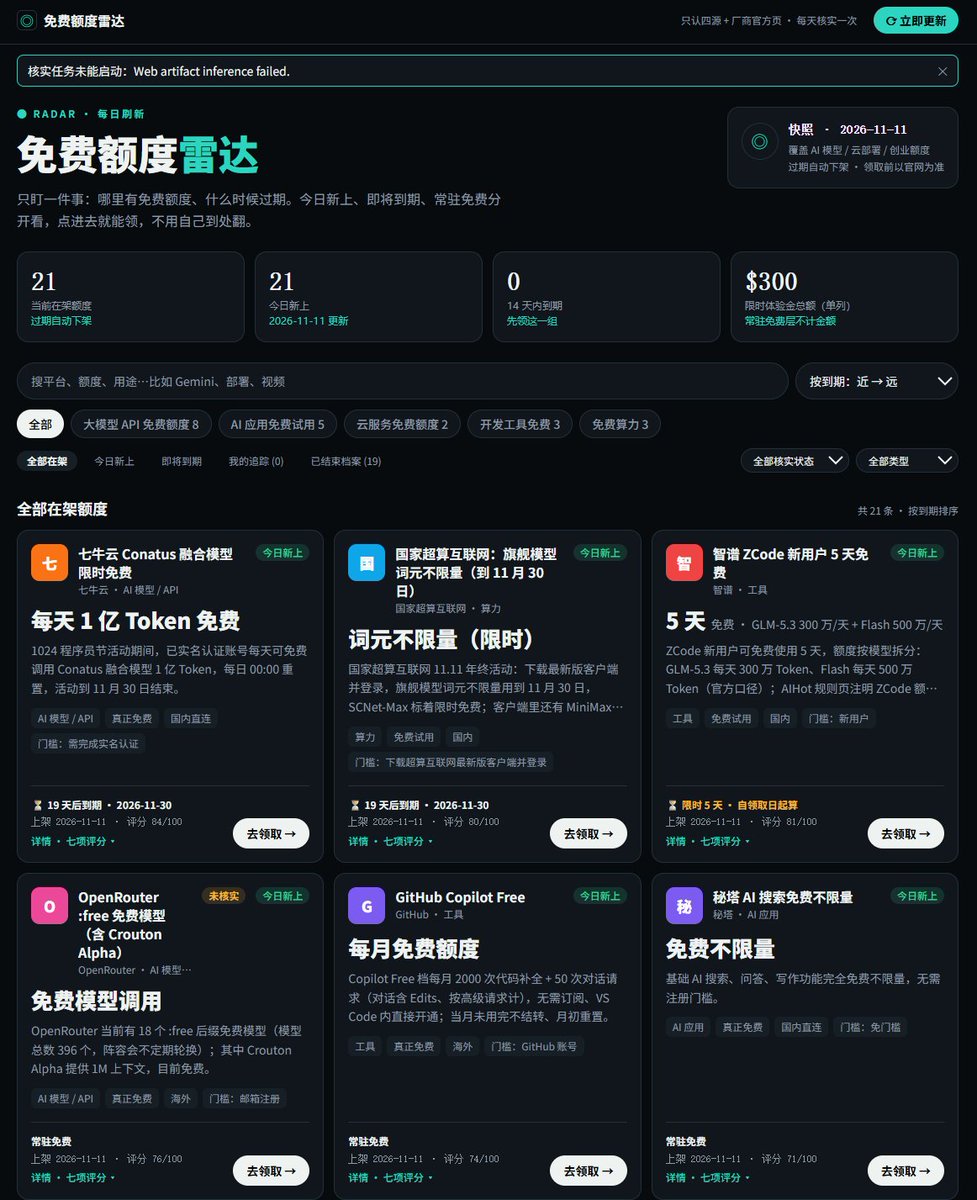 免费额度雷达
只认四源 + 厂商官方页 · 每天核实一次
立即更新
核实任务未能启动：Web artifact inference failed.
RADAR · 每日刷新
免费额度雷达
只盯一件事：哪里有免费额度、什么时候过期。今日新上、即将到期、常驻免费分
开看，点进去就能领，不用自己到处翻。
快照 · 2026-11-11
覆盖 AI 模型 / 云部署 / 创业额度
过期自动下架 · 领取前以官网为准
21
当前在架额度
过期自动下架
21
今日新上
2026-11-11 更新
0
14 天内到期
先领这一组
$300
限时体验金总额（单列）
常驻免费层不计金额
搜平台、额度、用途…比如 Gemini、部署、视频
按到期：近 → 远
全部
大模型 API 免费额度 8
AI 应用免费试用 5
云服务免费额度 2
开发工具免费 3
免费算力 3
全部在架
今日新上
即将到期
我的追踪 (0)
已结束档案 (19)
全部核实状态
全部类型
全部在架额度
共 21 条 · 按到期排序
七
七牛云 Conatus 融合模型
限时免费
今日新上
七牛云 · AI 模型 / API
每天 1 亿 Token 免费
1024 程序员节活动期间，已实名认证账号每天可免费
调用 Conatus 融合模型 1 亿 Token，每日 00:00 重
置，活动到 11 月 30 日结束。
AI 模型 / API
真正免费
国内直连
门槛：需完成实名认证
⏳ 19 天后到期 · 2026-11-30
上架 2026-11-11 · 评分 84/100
详情 · 七项评分
去领取 →
国
国家超算互联网：旗舰模型
词元不限量（到 11 月 30
日）
今日新上
国家超算互联网 · 算力
词元不限量（限时）
国家超算互联网 11.11 年终活动：下载最新版客户端
并登录，旗舰模型词元不限量用到 11 月 30 日，
SCNet-Max 标着限时免费；客户端里还有 MiniMax…
算力
免费试用
国内
门槛：下载超算互联网最新版客户端并登录
⏳ 19 天后到期 · 2026-11-30
上架 2026-11-11 · 评分 80/100
详情 · 七项评分
去领取 →
智
智谱 ZCode 新用户 5 天免
费
今日新上
智谱 · 工具
5 天 免费 · GLM-5.3 300 万/天 + Flash 500 万/天
ZCode 新用户可免费使用 5 天，额度按模型拆分：
GLM-5.3 每天 300 万 Token、Flash 每天 500 万
Token（官方口径）；AIHot 规则页注明 ZCode 额…
工具
免费试用
国内
门槛：新用户
⏳ 限时 5 天 · 自领取日起算
上架 2026-11-11 · 评分 81/100
详情 · 七项评分
去领取 →
O
OpenRouter
:free 免费模型
（含 Crouton
Alpha）
未核实
今日新上
OpenRouter · AI 模型…
免费模型调用
OpenRouter 当前有 18 个 :free 后缀免费模型（模型
总数 396 个，阵容会不定期轮换）；其中 Crouton
Alpha 提供 1M 上下文，目前免费。
AI 模型 / API
真正免费
海外
门槛：邮箱注册
常驻免费
上架 2026-11-11 · 评分 76/100
详情 · 七项评分
去领取 →
G
GitHub Copilot Free
今日新上
GitHub · 工具
每月免费额度
Copilot Free 档每月 2000 次代码补全 + 50 次对话请
求（对话含 Edits、按高级请求计），无需订阅、VS
Code 内直接开通；当月未用完不结转、月初重置。
工具
真正免费
海外
门槛：GitHub 账号
常驻免费
上架 2026-11-11 · 评分 74/100
详情 · 七项评分
去领取 →
秘
秘塔 AI 搜索免费不限量
今日新上
秘塔 · AI 应用
免费不限量
基础 AI 搜索、问答、写作功能完全免费不限量，无需
注册门槛。
AI 应用
真正免费
国内直连
门槛：免门槛
常驻免费
上架 2026-11-11 · 评分 71/100
详情 · 七项评分
去领取 →